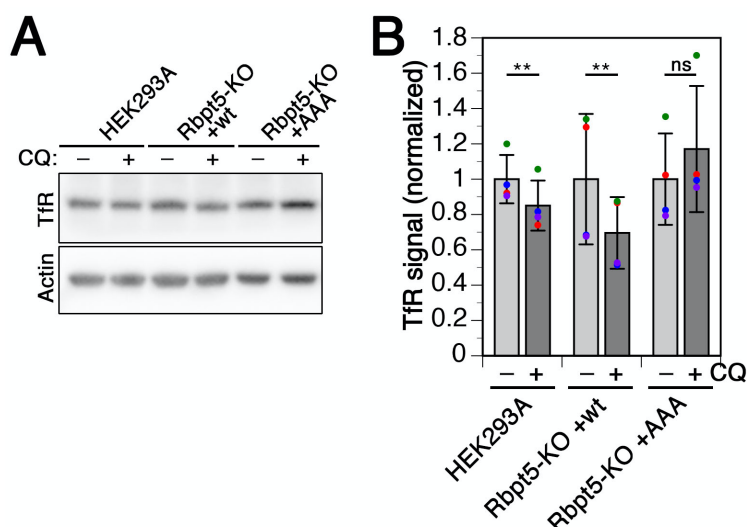 A
HEK293A
Rbpt5-KO
+wt
Rbpt5-KO
+AAA
CQ: − + − + − +
TfR
Actin
B
TfR signal (normalized)
1.8
1.6
1.4
1.2
1
0.8
0.6
0.4
0.2
0
** ** ns
− + − + − + CQ
HEK293A
Rbpt5-KO +wt
Rbpt5-KO +AAA